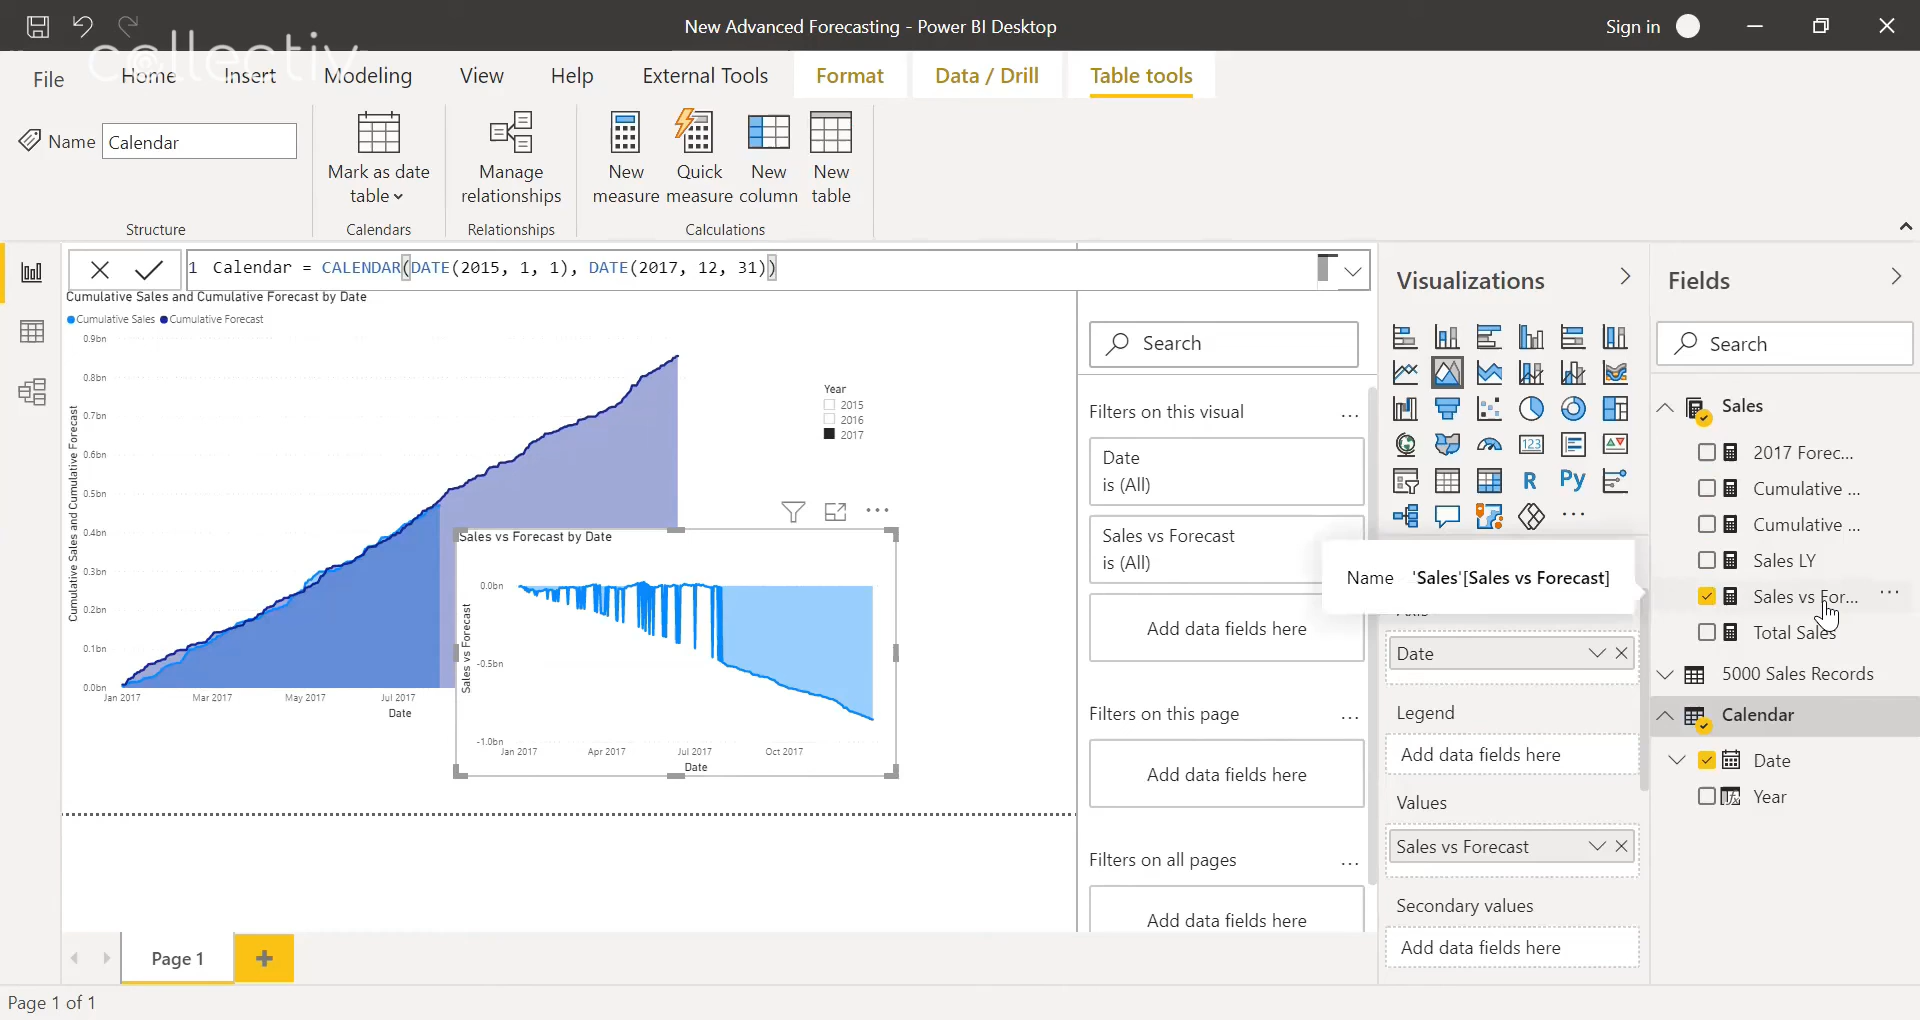 New Advanced Forecasting - Power BI Desktop
Sign in
collectiv
File
Home
Insert
Modeling
View
Help
External Tools
Format
Data / Drill
Table tools
Name
Calendar
Mark as date
table
Manage
relationships
New
measure
Quick
measure
New
column
New
table
Structure
Calendars
Relationships
Calculations
1 Calendar = CALENDAR(DATE(2015, 1, 1), DATE(2017, 12, 31))
Cumulative Sales and Cumulative Forecast by Date
Cumulative Sales Cumulative Forecast
Cumulative Sales and Cumulative Forecast
0.9bn
0.8bn
0.7bn
0.6bn
0.5bn
0.4bn
0.3bn
0.2bn
0.1bn
0.0bn
Jan 2017
Mar 2017
May 2017
Jul 2017
Date
Year
2015
2016
2017
Sales vs Forecast by Date
Sales vs Forecast
0.0bn
-0.5bn
-1.0bn
Jan 2017
Apr 2017
Jul 2017
Oct 2017
Date
Search
Filters on this visual
...
Date
is (All)
Sales vs Forecast
is (All)
Add data fields here
Filters on this page
...
Add data fields here
Filters on all pages
...
Add data fields here
Visualizations
123
R
Py
Name 'Sales'[Sales vs Forecast]
Date
Legend
Add data fields here
Values
Sales vs Forecast
Secondary values
Add data fields here
Fields
Search
Sales
2017 Forec...
Cumulative ...
Cumulative ...
Sales LY
Sales vs For...
Total Sales
5000 Sales Records
Calendar
Date
Year
Page 1
Page 1 of 1